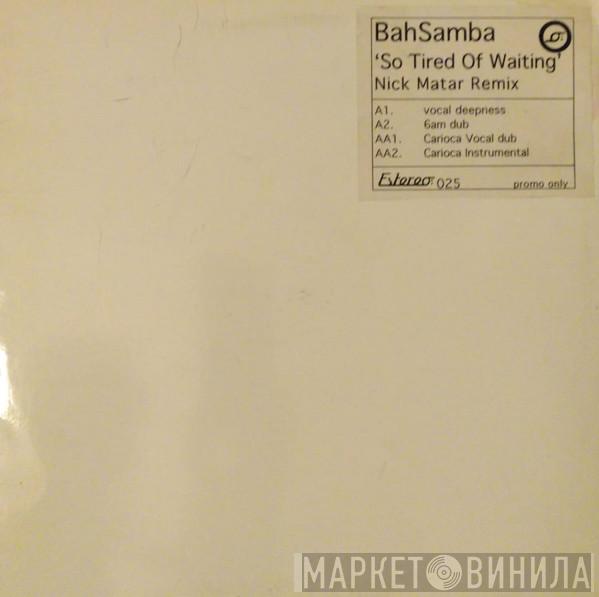 BahSamba
'So Tired Of Waiting'
Nick Matar Remix
A1. vocal deepness
A2. 6am dub
AA1. Carioca Vocal dub
AA2. Carioca Instrumental
Estereo 025 promo only
МАРКЕТ ВИНИЛА